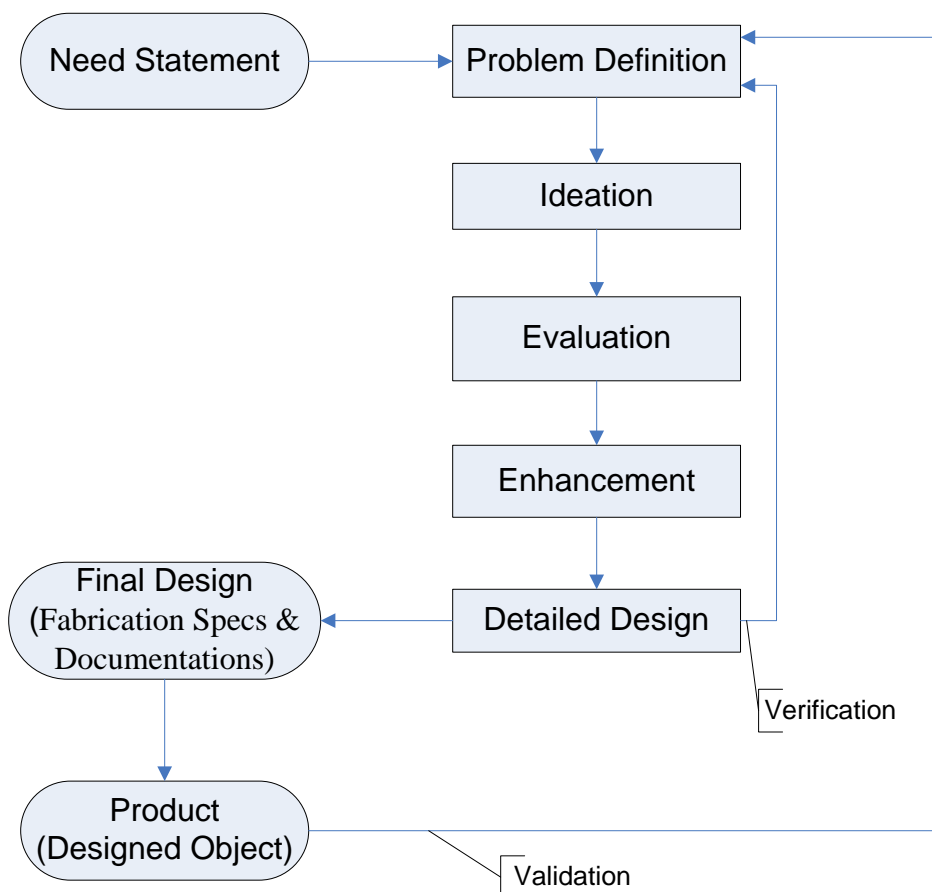 Need Statement
Problem Definition
Ideation
Evaluation
Enhancement
Detailed Design
Final Design
(Fabrication Specs &
Documentations)
Verification
Product
(Designed Object)
Validation